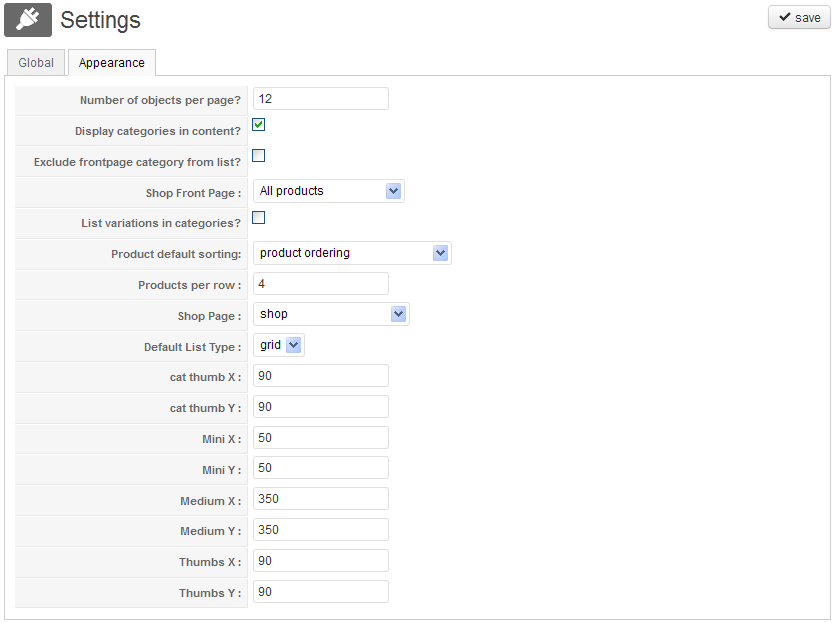 Settings
save
Global Appearance
Number of objects per page? 12
Display categories in content?
Exclude frontpage category from list?
Shop Front Page : All products
List variations in categories?
Product default sorting: product ordering
Products per row : 4
Shop Page : shop
Default List Type : grid
cat thumb X : 90
cat thumb Y : 90
Mini X : 50
Mini Y : 50
Medium X : 350
Medium Y : 350
Thumbs X : 90
Thumbs Y : 90